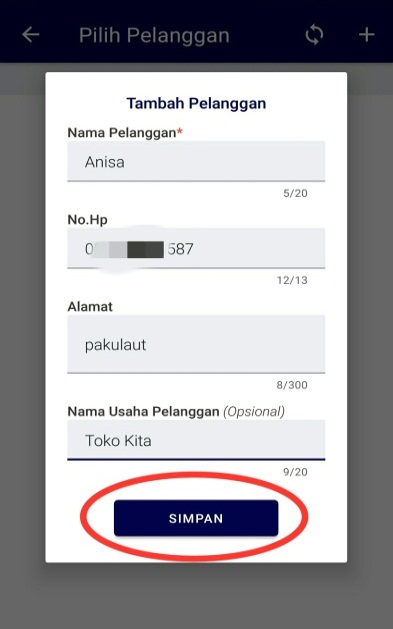 Pilih Pelanggan
Tambah Pelanggan
Nama Pelanggan*
Anisa
5/20
No.Hp
0 587
12/13
Alamat
pakulaut
8/300
Nama Usaha Pelanggan (Opsional)
Toko Kita
9/20
SIMPAN